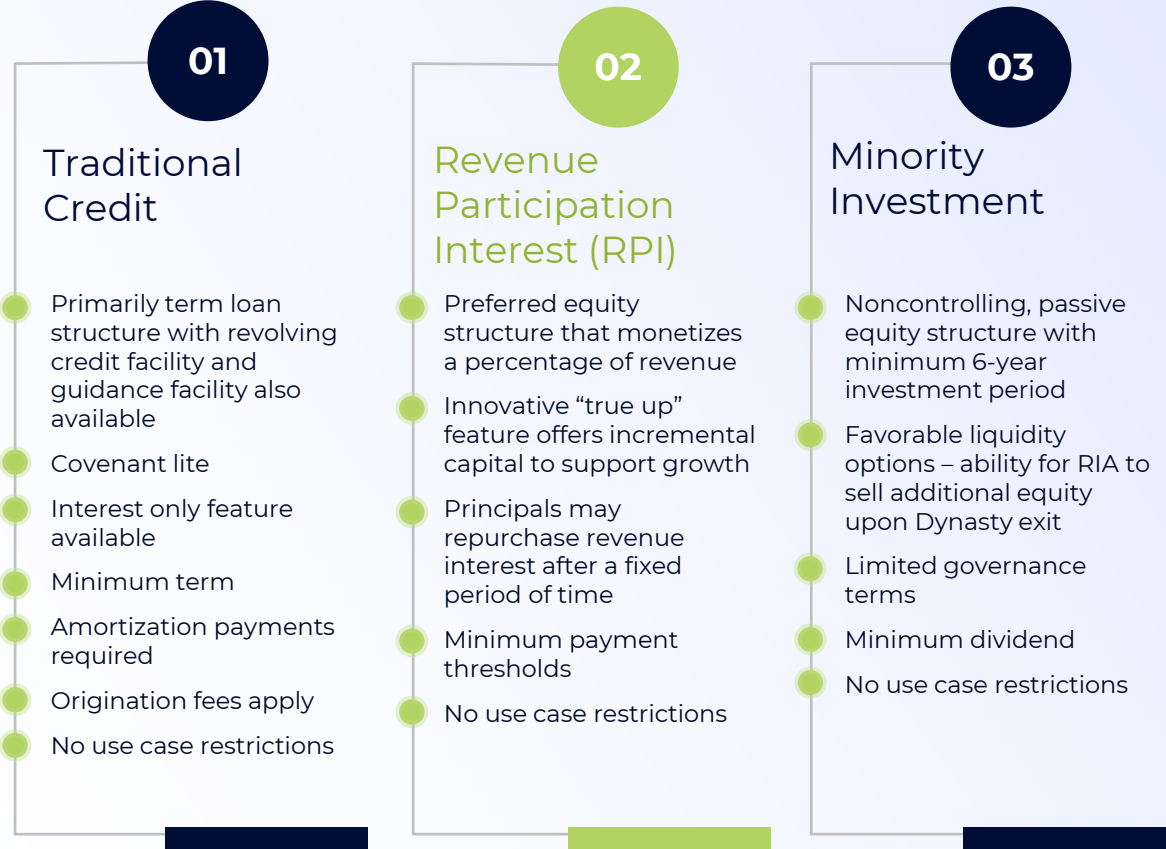 01
Traditional
Credit
Primarily term loan
structure with revolving
credit facility and
guidance facility also
available
Covenant lite
Interest only feature
available
Minimum term
Amortization payments
required
Origination fees apply
No use case restrictions
02
Revenue
Participation
Interest (RPI)
Preferred equity
structure that monetizes
a percentage of revenue
Innovative “true up”
feature offers incremental
capital to support growth
Principals may
repurchase revenue
interest after a fixed
period of time
Minimum payment
thresholds
No use case restrictions
03
Minority
Investment
Noncontrolling, passive
equity structure with
minimum 6-year
investment period
Favorable liquidity
options – ability for RIA to
sell additional equity
upon Dynasty exit
Limited governance
terms
Minimum dividend
No use case restrictions